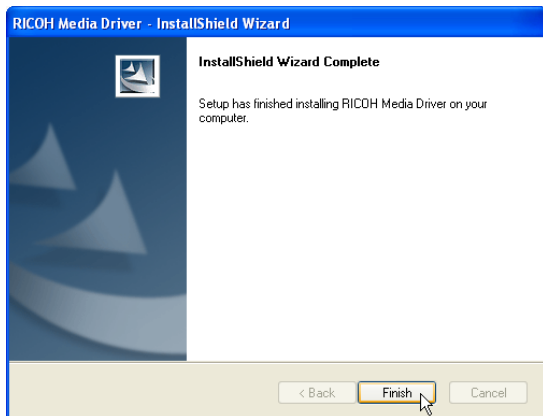 RICOH Media Driver - InstallShield Wizard
InstallShield Wizard Complete
Setup has finished installing RICOH Media Driver on your
computer.
< Back
Finish
Cancel